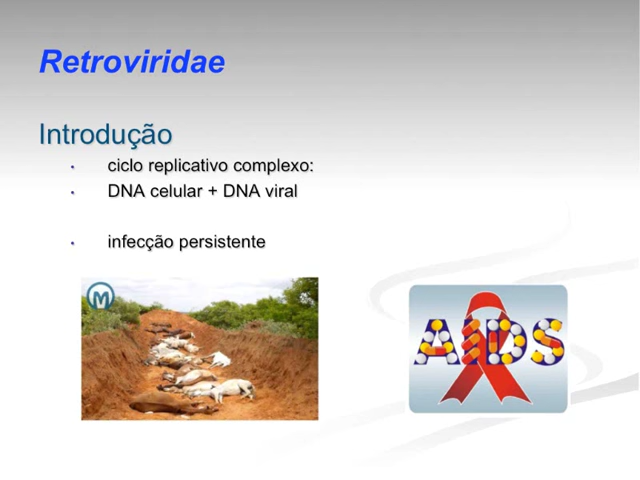 Retroviridae
Introdução
• ciclo replicativo complexo:
• DNA celular + DNA viral
• infecção persistente
M
AIDS